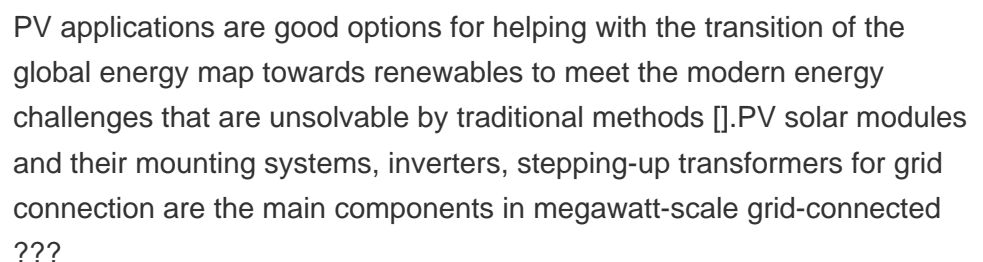 PV applications are good options for helping with the transition of the
global energy map towards renewables to meet the modern energy
challenges that are unsolvable by traditional methods [].PV solar modules
and their mounting systems, inverters, stepping-up transformers for grid
connection are the main components in megawatt-scale grid-connected
???